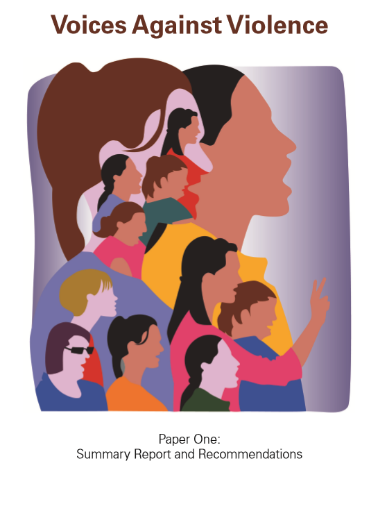 Voices Against Violence
Paper One:
Summary Report and Recommendations